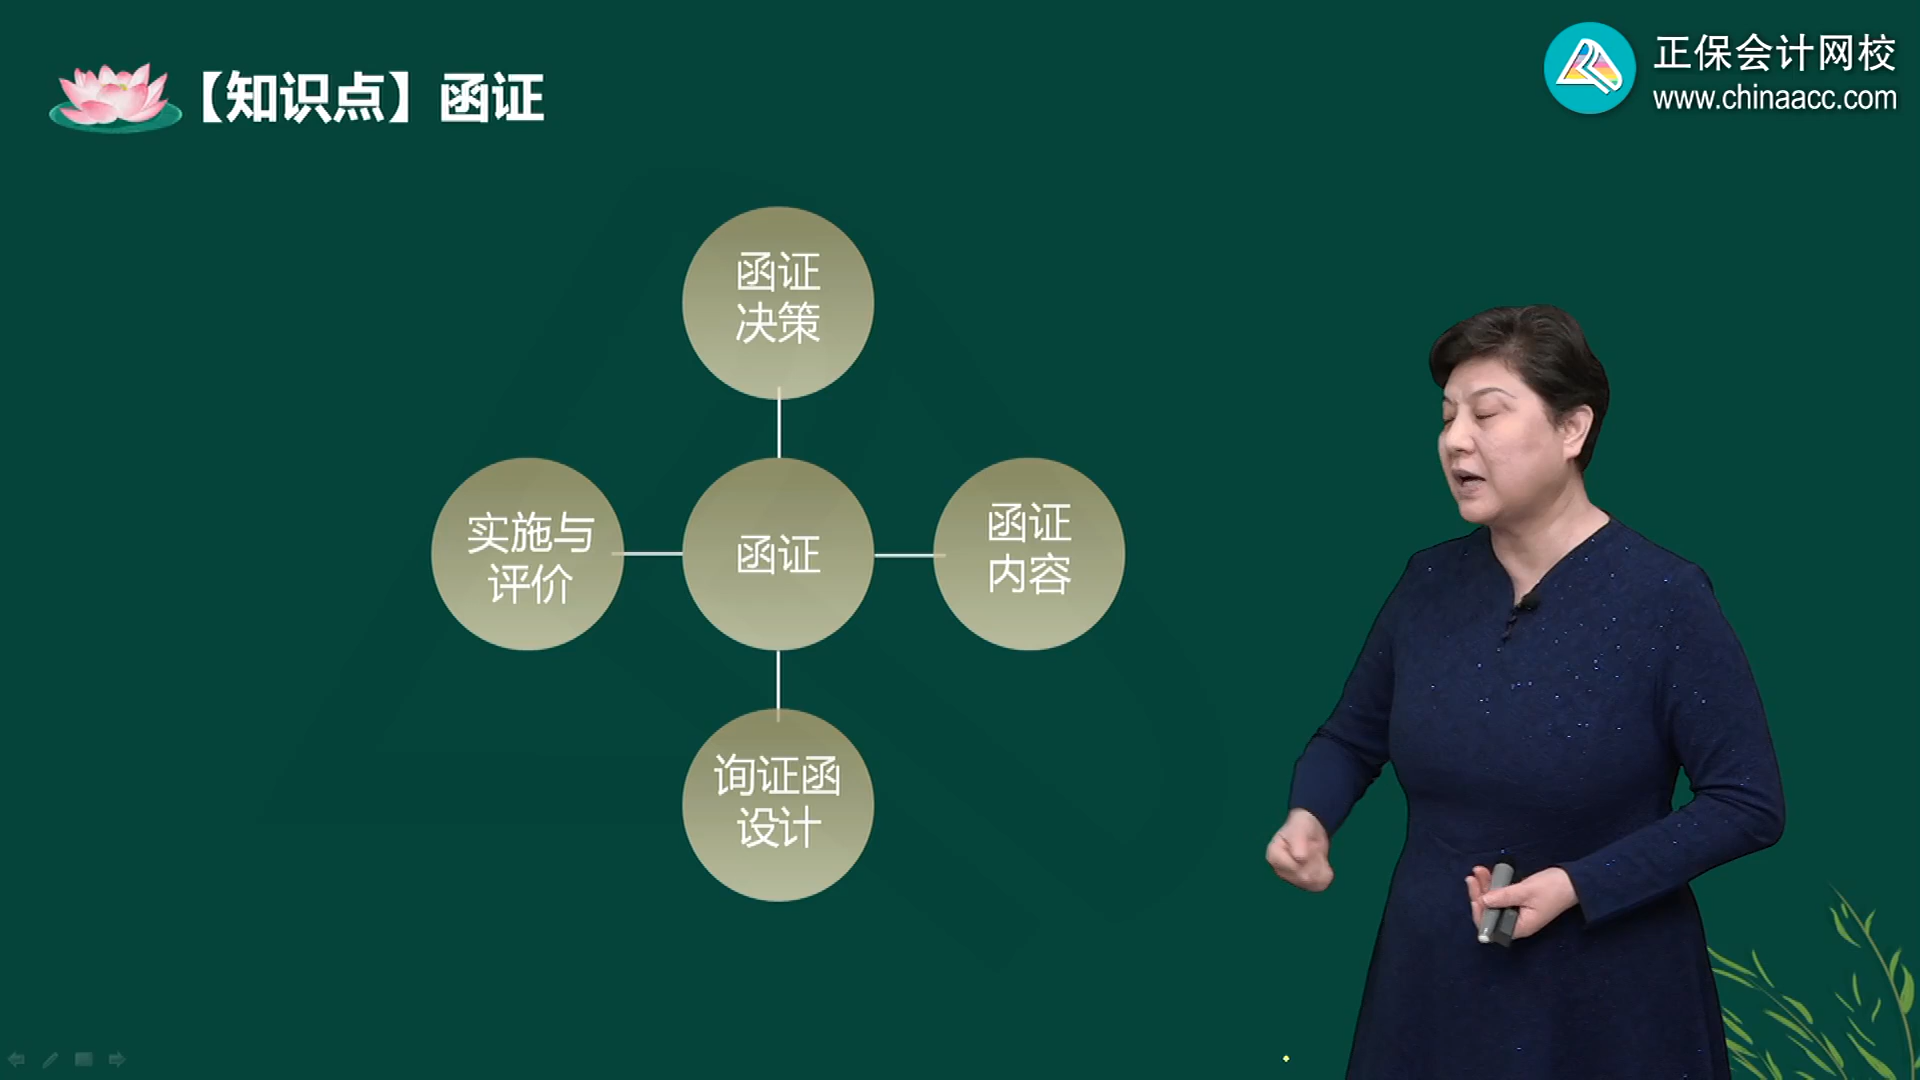 【知识点】函证
正保会计网校
www.chinaacc.com
函证
决策
实施与
评价
函证
函证
内容
询证函
设计